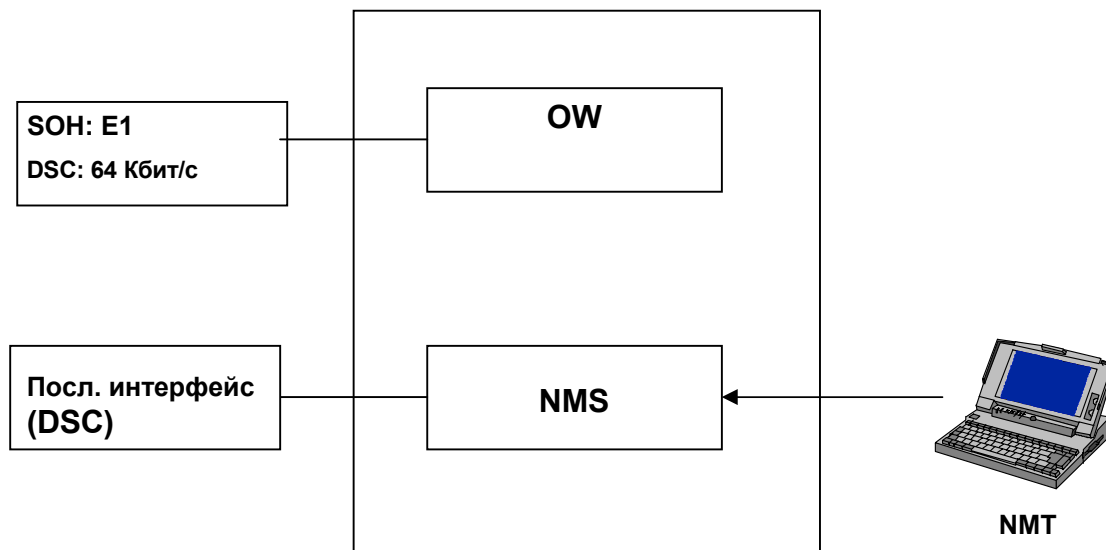 SOH: E1
DSC: 64 Кбит/с
OW
Посл. интерфейс
(DSC)
NMS
NMT